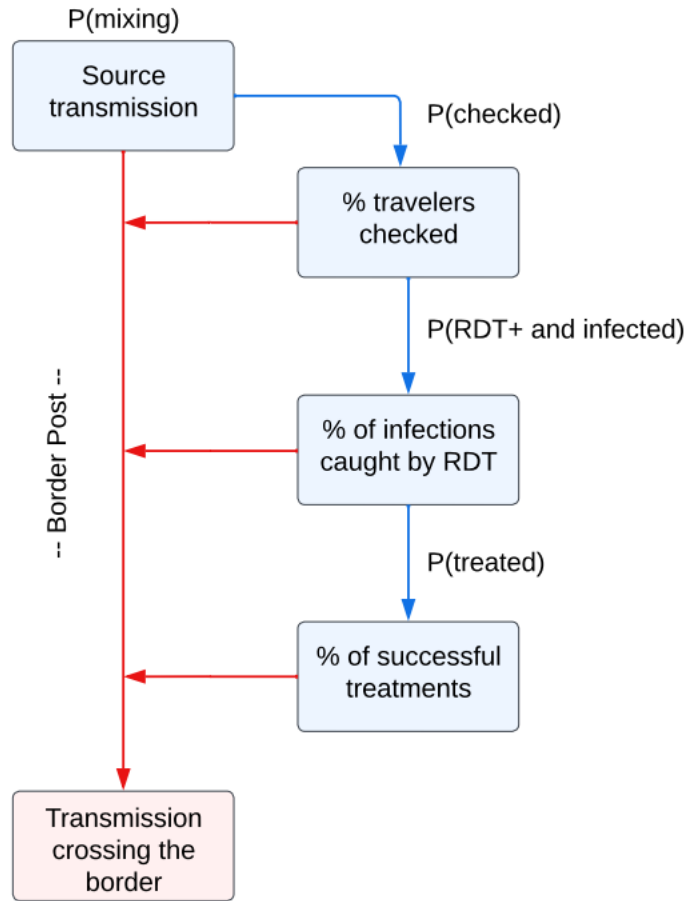 P(mixing)
Source
transmission
P(checked)
% travelers
checked
P(RDT+ and infected)
-- Border Post --
% of infections
caught by RDT
P(treated)
% of successful
treatments
Transmission
crossing the
border